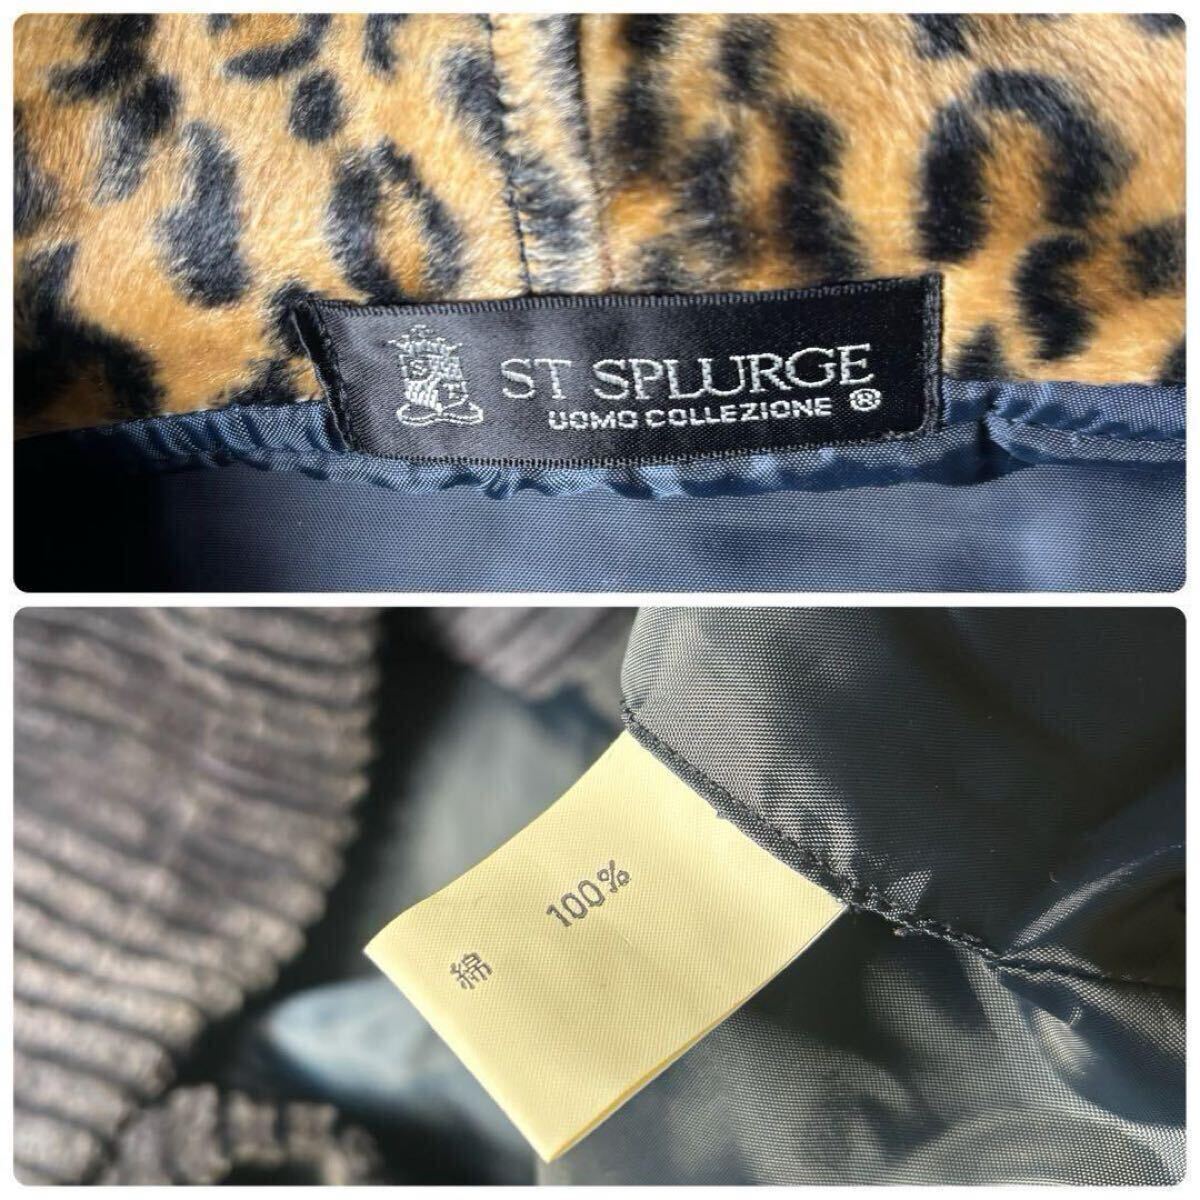 ST SPLURGE
UOMO COLLEZIONE ®
綿 100%